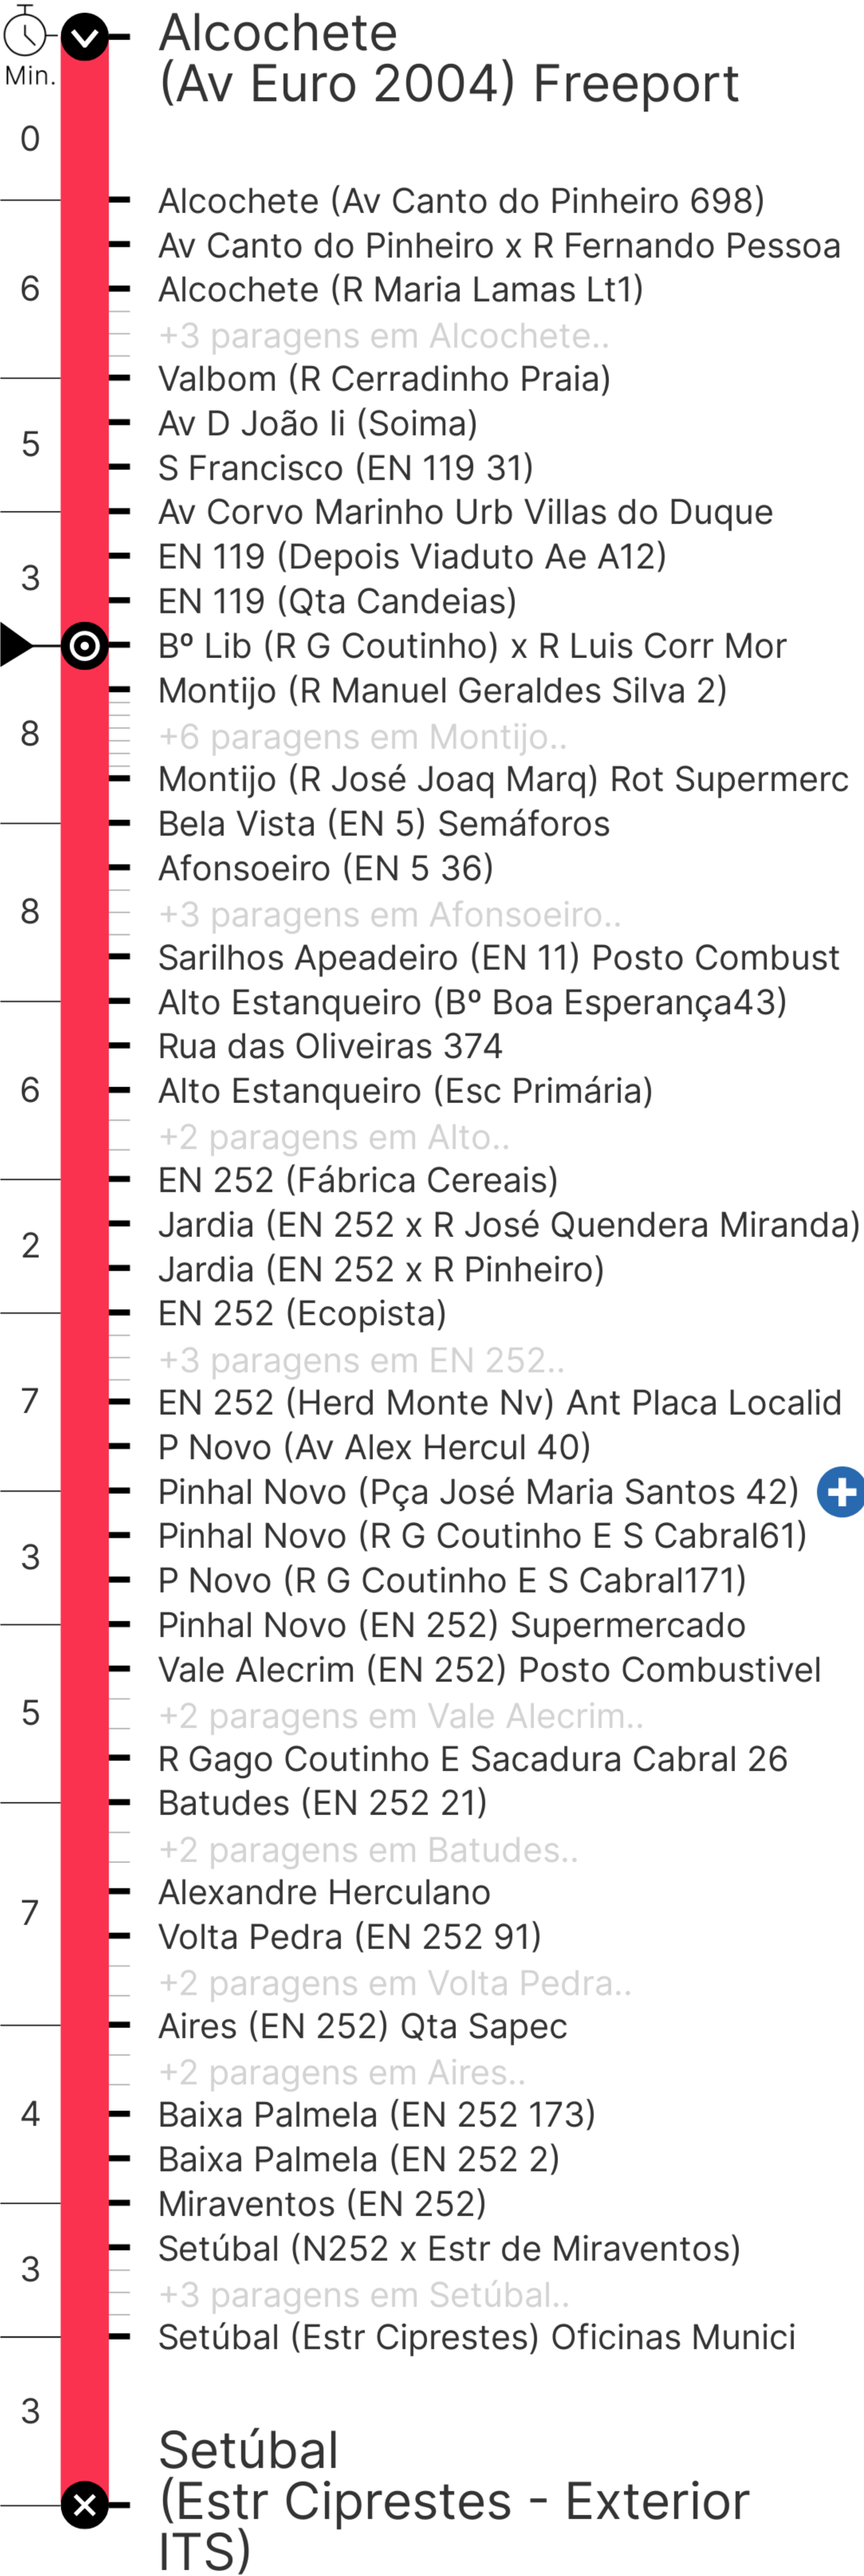 Alcochete
(Av Euro 2004) Freeport
Min.
0
Alcochete (Av Canto do Pinheiro 698)
Av Canto do Pinheiro x R Fernando Pessoa
6
Alcochete (R Maria Lamas Lt1)
+3 paragens em Alcochete..
Valbom (R Cerradinho Praia)
Av D João Ii (Soima)
5
S Francisco (EN 119 31)
Av Corvo Marinho Urb Villas do Duque
EN 119 (Depois Viaduto Ae A12)
3
EN 119 (Qta Candeias)
Bº Lib (R G Coutinho) x R Luis Corr Mor
Montijo (R Manuel Geraldes Silva 2)
8
+6 paragens em Montijo..
Montijo (R José Joaq Marq) Rot Supermerc
Bela Vista (EN 5) Semáforos
Afonsoeiro (EN 5 36)
8
+3 paragens em Afonsoeiro..
Sarilhos Apeadeiro (EN 11) Posto Combust
Alto Estanqueiro (Bº Boa Esperança43)
Rua das Oliveiras 374
6
Alto Estanqueiro (Esc Primária)
+2 paragens em Alto..
EN 252 (Fábrica Cereais)
Jardia (EN 252 x R José Quendera Miranda)
2
Jardia (EN 252 x R Pinheiro)
EN 252 (Ecopista)
+3 paragens em EN 252..
7
EN 252 (Herd Monte Nv) Ant Placa Localid
P Novo (Av Alex Hercul 40)
Pinhal Novo (Pça José Maria Santos 42)
Pinhal Novo (R G Coutinho E S Cabral61)
3
P Novo (R G Coutinho E S Cabral171)
Pinhal Novo (EN 252) Supermercado
Vale Alecrim (EN 252) Posto Combustivel
5
+2 paragens em Vale Alecrim..
R Gago Coutinho E Sacadura Cabral 26
Batudes (EN 252 21)
+2 paragens em Batudes..
Alexandre Herculano
7
Volta Pedra (EN 252 91)
+2 paragens em Volta Pedra..
Aires (EN 252) Qta Sapec
+2 paragens em Aires..
4
Baixa Palmela (EN 252 173)
Baixa Palmela (EN 252 2)
Miraventos (EN 252)
Setúbal (N252 x Estr de Miraventos)
3
+3 paragens em Setúbal..
Setúbal (Estr Ciprestes) Oficinas Munici
3
Setúbal
(Estr Ciprestes - Exterior
ITS)